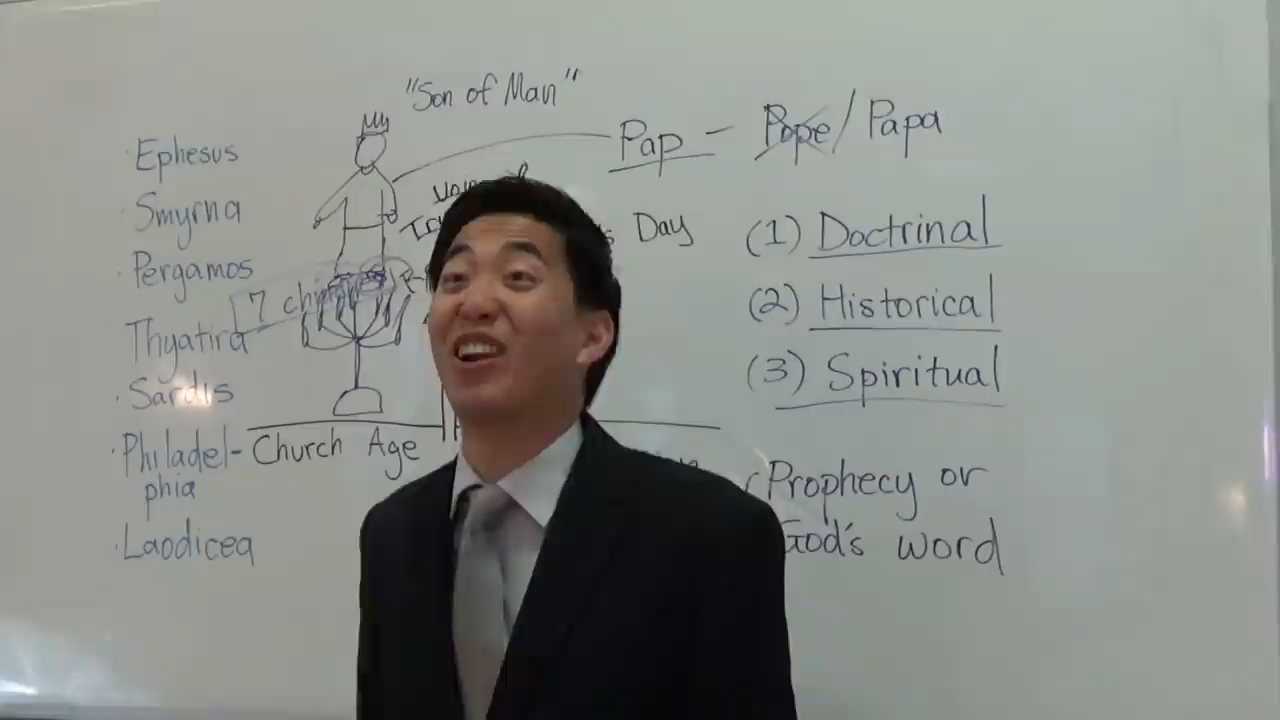 "Son of Man"
Pap — Pope / Papa
· Ephesus
· Smyrna
· Pergamos
Thyatira
· Sardis
· Philadel-
phia
· Laodicea
7
Day
Church Age
(1) Doctrinal
(2) Historical
(3) Spiritual
Prophecy or
God's word